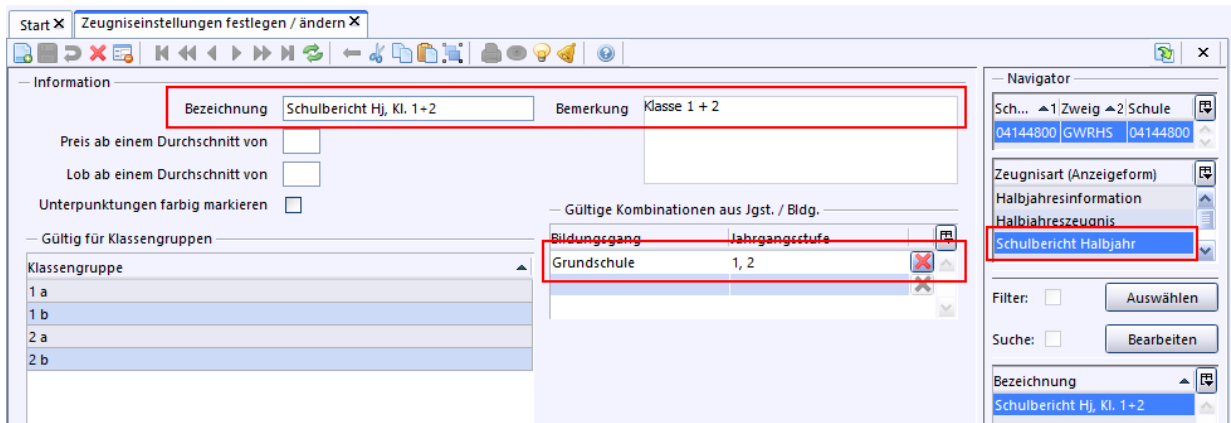 Start X Zeugniseinstellungen festlegen / ändern X
Information
Bezeichnung Schulbericht Hj, Kl. 1+2 Bemerkung Klasse 1 + 2
Preis ab einem Durchschnitt von
Lob ab einem Durchschnitt von
Unterpunktungen farbig markieren
Gültig für Klassengruppen
Klassengruppe
1 a
1 b
2 a
2 b
Gültige Kombinationen aus Jgst. / Bldg.
Bildungsgang Jahrgangsstufe
Grundschule 1, 2
Navigator
Sch... 1 Zweig 2 Schule
04144800 GWRHS 04144800
Zeugnisart (Anzeigeform)
Halbjahresinformation
Halbjahreszeugnis
Schulbericht Halbjahr
Filter: Auswählen
Suche: Bearbeiten
Bezeichnung
Schulbericht Hj, Kl. 1+2